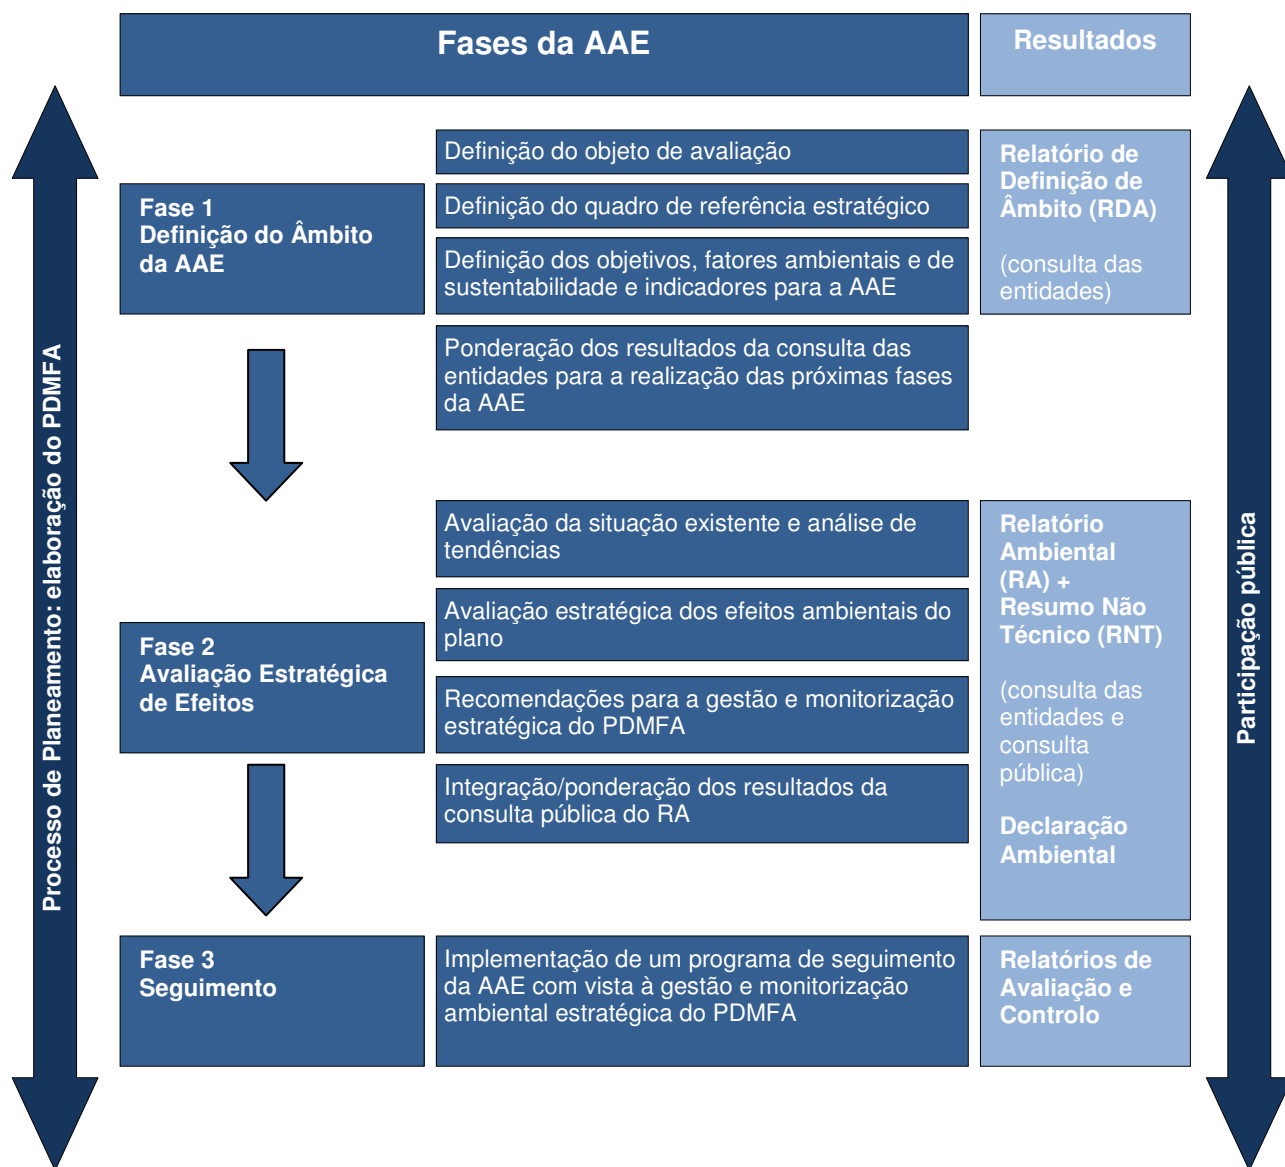 Fases da AAE
Resultados
Processo de Planeamento: elaboração do PDMFA
Fase 1
Definição do Âmbito
da AAE
Definição do objeto de avaliação
Definição do quadro de referência estratégico
Definição dos objetivos, fatores ambientais e de
sustentabilidade e indicadores para a AAE
Ponderação dos resultados da consulta das
entidades para a realização das próximas fases
da AAE
Relatório de
Definição de
Âmbito (RDA)
(consulta das
entidades)
Fase 2
Avaliação Estratégica
de Efeitos
Avaliação da situação existente e análise de
tendências
Avaliação estratégica dos efeitos ambientais do
plano
Recomendações para a gestão e monitorização
estratégica do PDMFA
Integração/ponderação dos resultados da
consulta pública do RA
Relatório
Ambiental
(RA) +
Resumo Não
Técnico (RNT)
(consulta das
entidades e
consulta
pública)
Declaração
Ambiental
Fase 3
Seguimento
Implementação de um programa de seguimento
da AAE com vista à gestão e monitorização
ambiental estratégica do PDMFA
Relatórios de
Avaliação e
Controlo
Participação pública